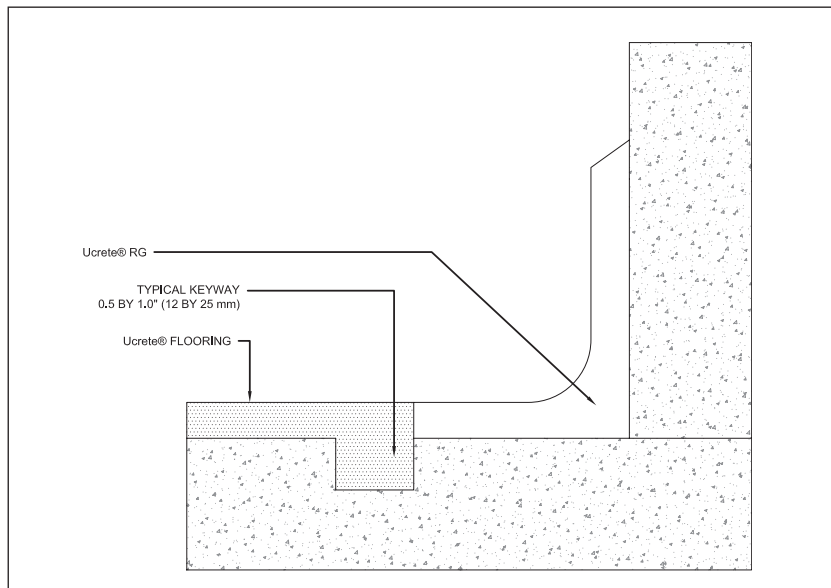 Ucrete® RG
TYPICAL KEYWAY
0.5 BY 1.0" (12 BY 25 mm)
Ucrete® FLOORING